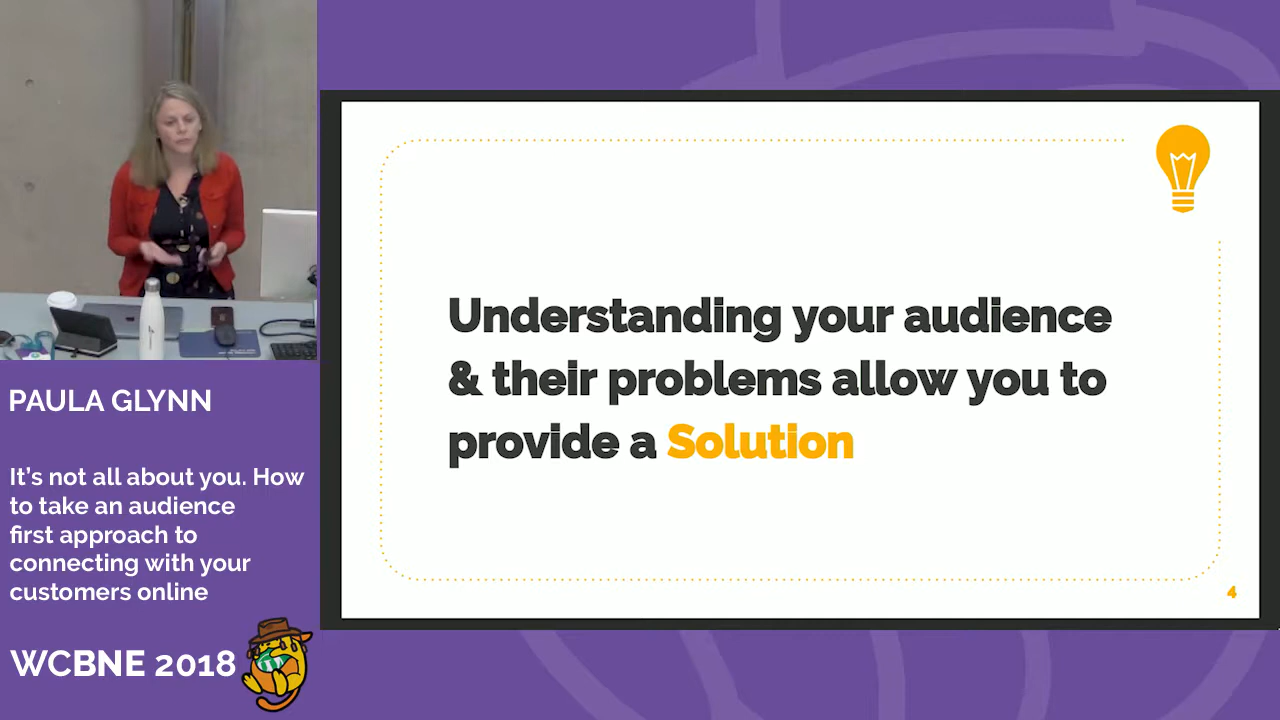 PAULA GLYNN
It's not all about you. How
to take an audience
first approach to
connecting with your
customers online
WCBNE 2018
Understanding your audience
& their problems allow you to
provide a Solution
4